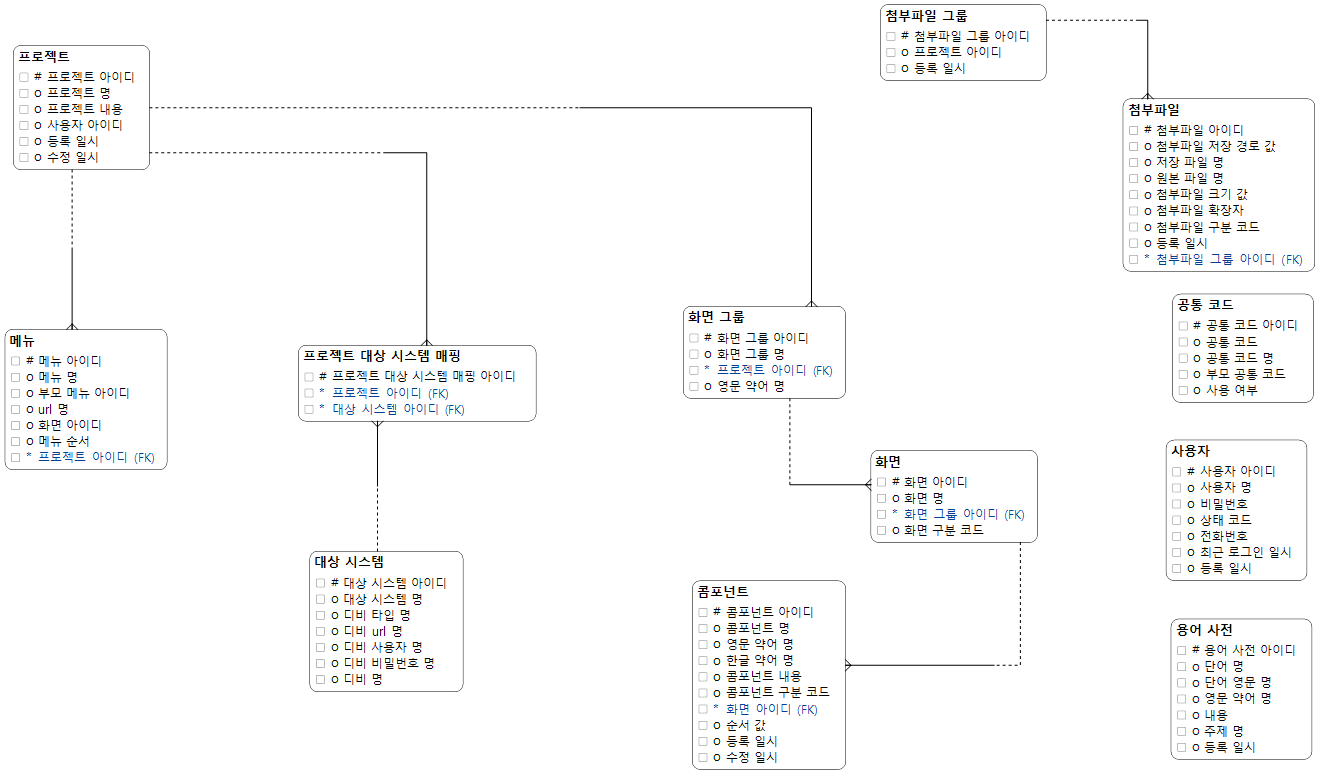 프로젝트
# 프로젝트 아이디
o 프로젝트 명
o 프로젝트 내용
o 사용자 아이디
o 등록 일시
o 수정 일시
첨부파일 그룹
# 첨부파일 그룹 아이디
o 프로젝트 아이디
o 등록 일시
첨부파일
# 첨부파일 아이디
o 첨부파일 저장 경로 값
o 저장 파일 명
o 원본 파일 명
o 첨부파일 크기 값
o 첨부파일 확장자
o 첨부파일 구분 코드
o 등록 일시
* 첨부파일 그룹 아이디 (FK)
메뉴
# 메뉴 아이디
o 메뉴 명
o 부모 메뉴 아이디
o url 명
o 화면 아이디
o 메뉴 순서
* 프로젝트 아이디 (FK)
프로젝트 대상 시스템 매핑
# 프로젝트 대상 시스템 매핑 아이디
* 프로젝트 아이디 (FK)
* 대상 시스템 아이디 (FK)
화면 그룹
# 화면 그룹 아이디
o 화면 그룹 명
* 프로젝트 아이디 (FK)
o 영문 약어 명
공통 코드
# 공통 코드 아이디
o 공통 코드
o 공통 코드 명
o 부모 공통 코드
o 사용 여부
화면
# 화면 아이디
o 화면 명
* 화면 그룹 아이디 (FK)
o 화면 구분 코드
사용자
# 사용자 아이디
o 사용자 명
o 비밀번호
o 상태 코드
o 전화번호
o 최근 로그인 일시
o 등록 일시
대상 시스템
# 대상 시스템 아이디
o 대상 시스템 명
o 디비 타입 명
o 디비 url 명
o 디비 사용자 명
o 디비 비밀번호 명
o 디비 명
콤포넌트
# 콤포넌트 아이디
o 콤포넌트 명
o 영문 약어 명
o 한글 약어 명
o 콤포넌트 내용
o 콤포넌트 구분 코드
* 화면 아이디 (FK)
o 순서 값
o 등록 일시
o 수정 일시
용어 사전
# 용어 사전 아이디
o 단어 명
o 단어 영문 명
o 영문 약어 명
o 내용
o 주제 명
o 등록 일시